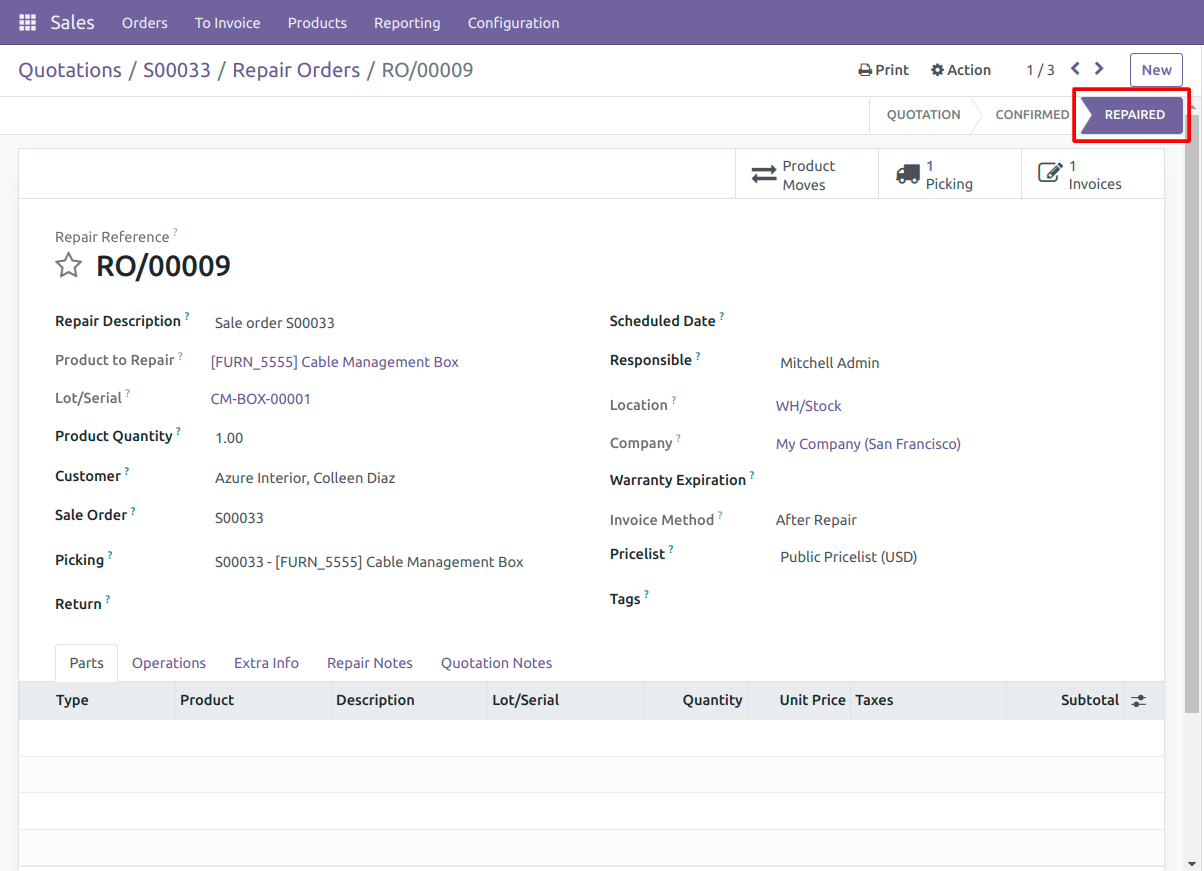 Sales Orders To Invoice Products Reporting Configuration
Quotations / S00033 / Repair Orders / RO/00009 Print Action 1 / 3 New
QUOTATION CONFIRMED REPAIRED
Product Moves
1 Picking
1 Invoices
Repair Reference ?
RO/00009
Repair Description ? Sale order S00033
Product to Repair ? [FURN_5555] Cable Management Box
Lot/Serial ? CM-BOX-00001
Product Quantity ? 1.00
Customer ? Azure Interior, Colleen Diaz
Sale Order ? S00033
Picking ? S00033 - [FURN_5555] Cable Management Box
Return ?
Scheduled Date ?
Responsible ? Mitchell Admin
Location ? WH/Stock
Company ? My Company (San Francisco)
Warranty Expiration ?
Invoice Method ? After Repair
Pricelist ? Public Pricelist (USD)
Tags ?
Parts Operations Extra Info Repair Notes Quotation Notes
Type Product Description Lot/Serial Quantity Unit Price Taxes Subtotal